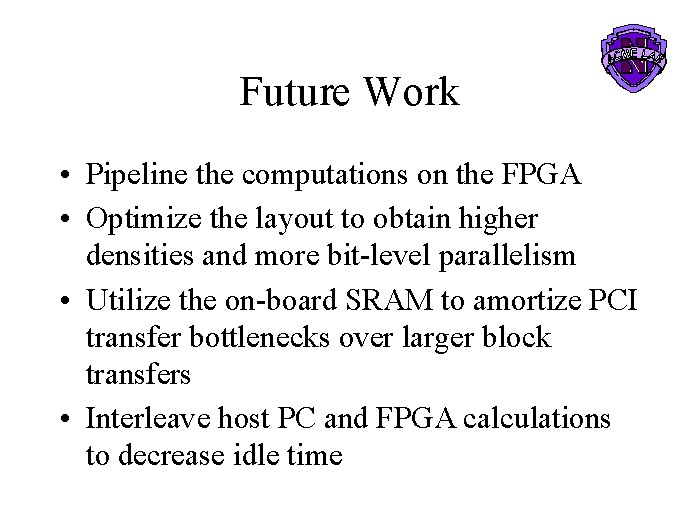 Future Work
• Pipeline the computations on the FPGA
• Optimize the layout to obtain higher
densities and more bit-level parallelism
• Utilize the on-board SRAM to amortize PCI
transfer bottlenecks over larger block
transfers
• Interleave host PC and FPGA calculations
to decrease idle time